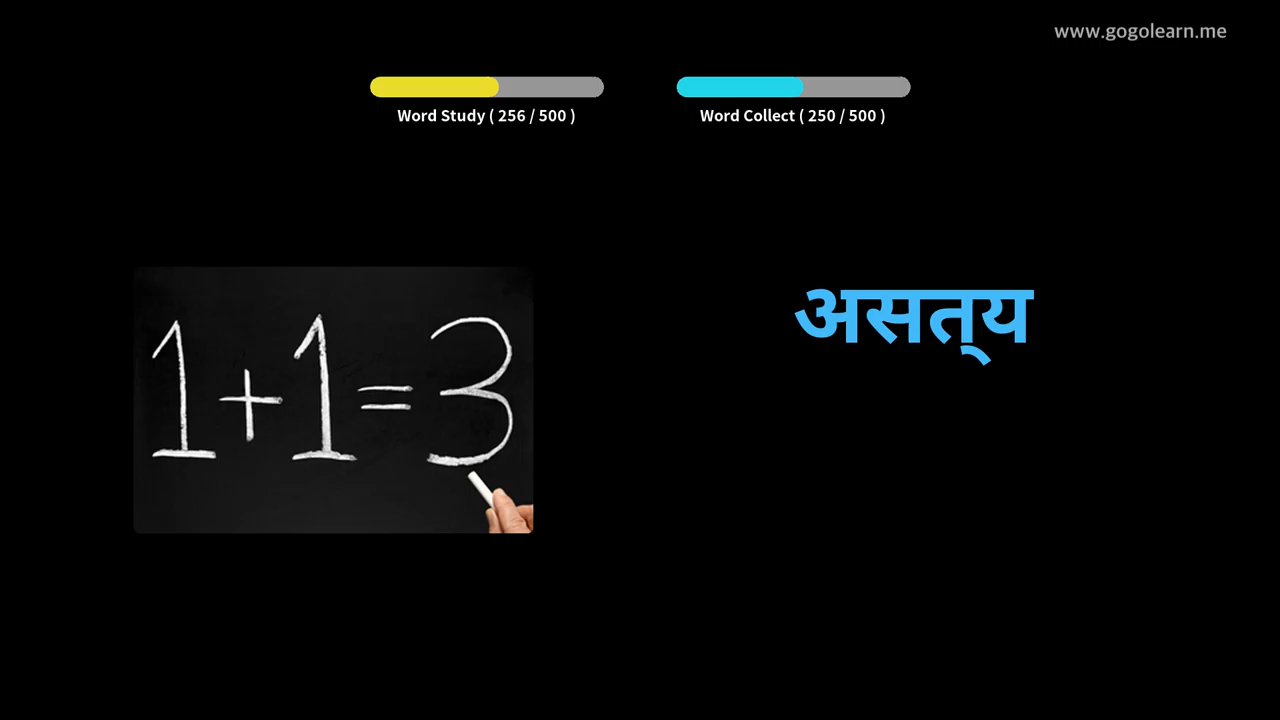 www.gogolearn.me
Word Study ( 256 / 500 )
Word Collect ( 250 / 500 )
1+1=3
असत्‌य